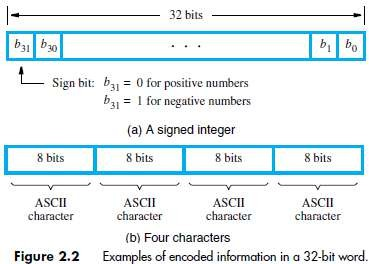 32 bits
b31 b30 . . . b1 b0
Sign bit: b31 = 0 for positive numbers
b31 = 1 for negative numbers
(a) A signed integer
8 bits 8 bits 8 bits 8 bits
ASCII ASCII ASCII ASCII
character character character character
(b) Four characters
Figure 2.2 Examples of encoded information in a 32-bit word.